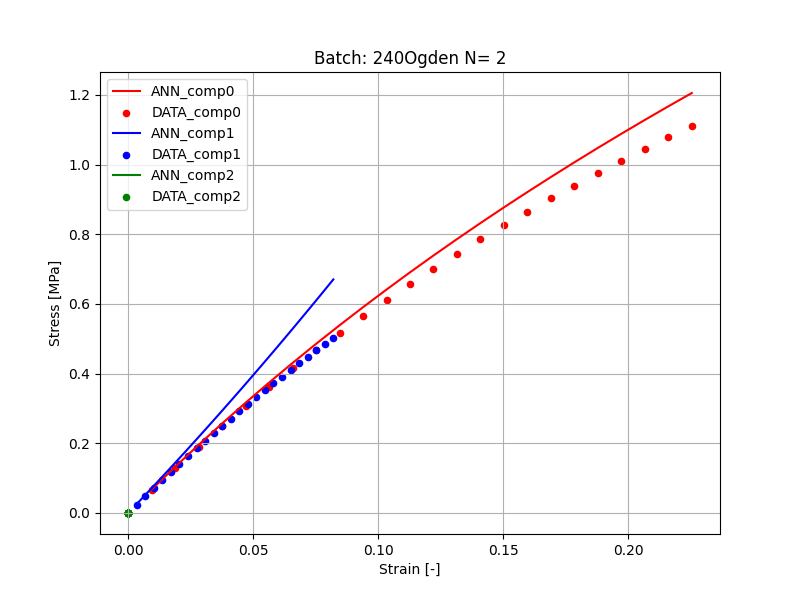 Batch: 240Ogden N= 2
ANN_comp0
DATA_comp0
ANN_comp1
DATA_comp1
ANN_comp2
DATA_comp2
1.2
1.0
0.8
0.6
0.4
0.2
0.0
Stress [MPa]
0.00 0.05 0.10 0.15 0.20
Strain [-]